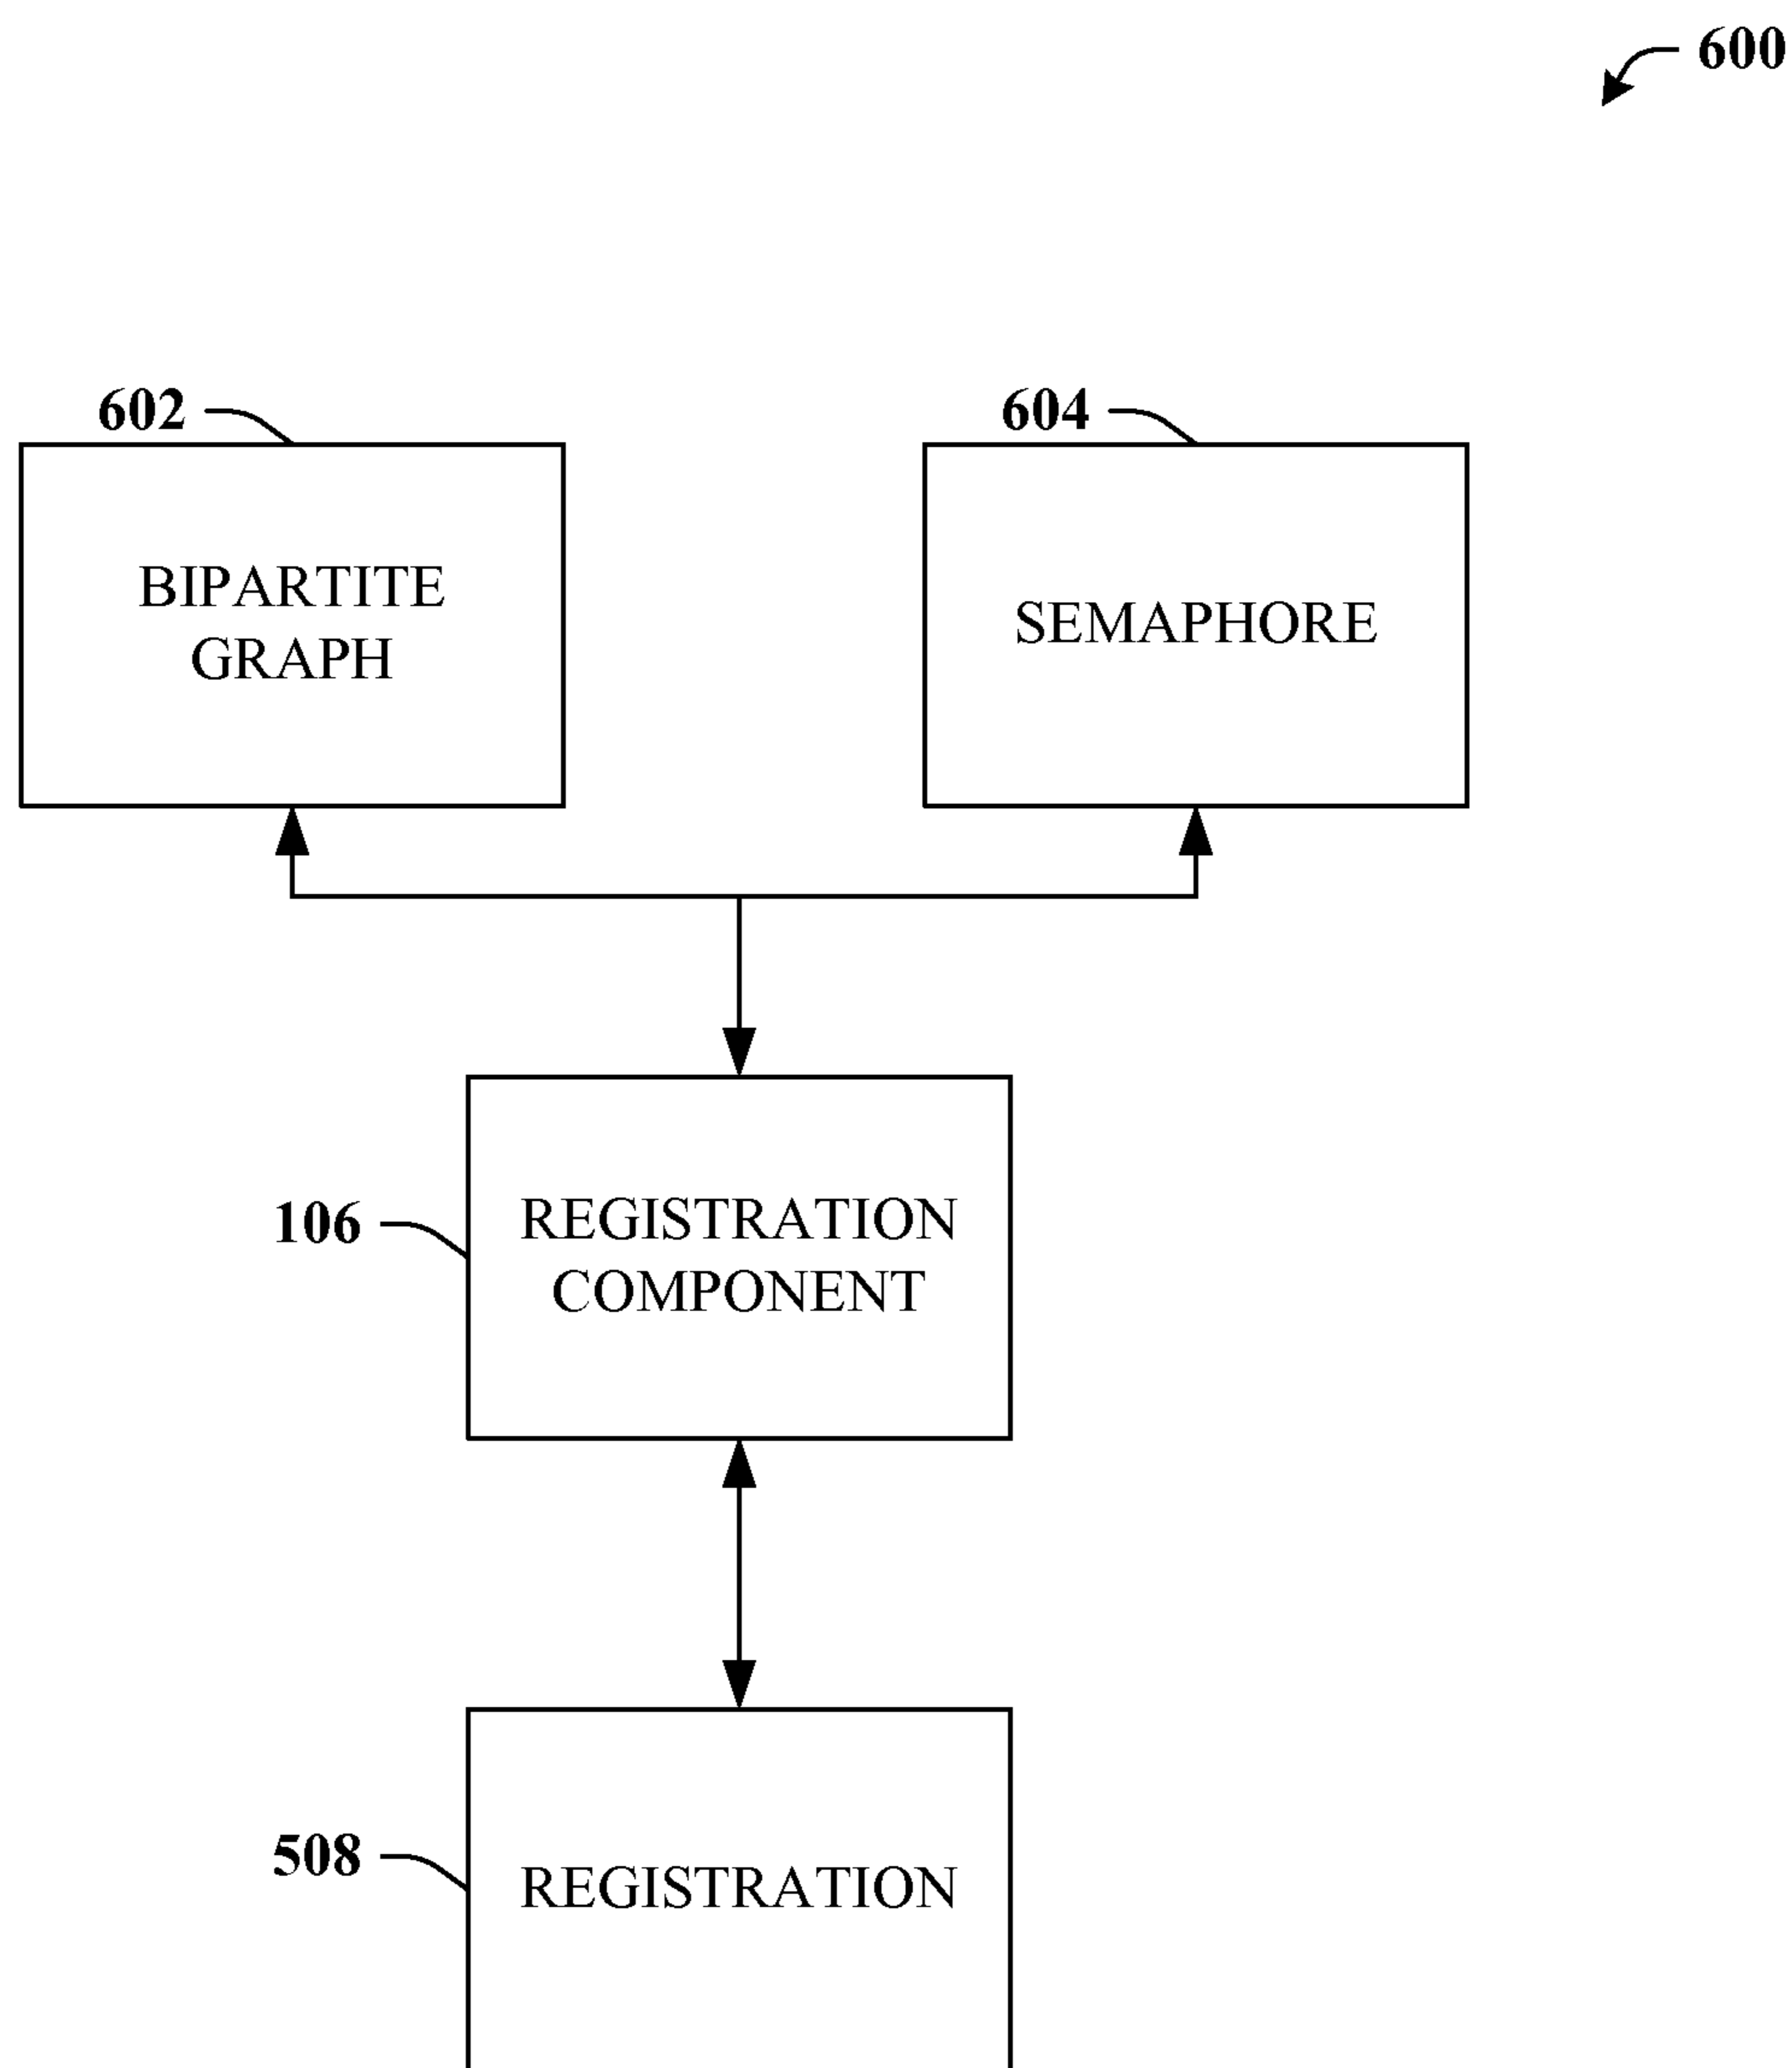 600
602
604
BIPARTITE
GRAPH
SEMAPHORE
106
REGISTRATION
COMPONENT
508
REGISTRATION